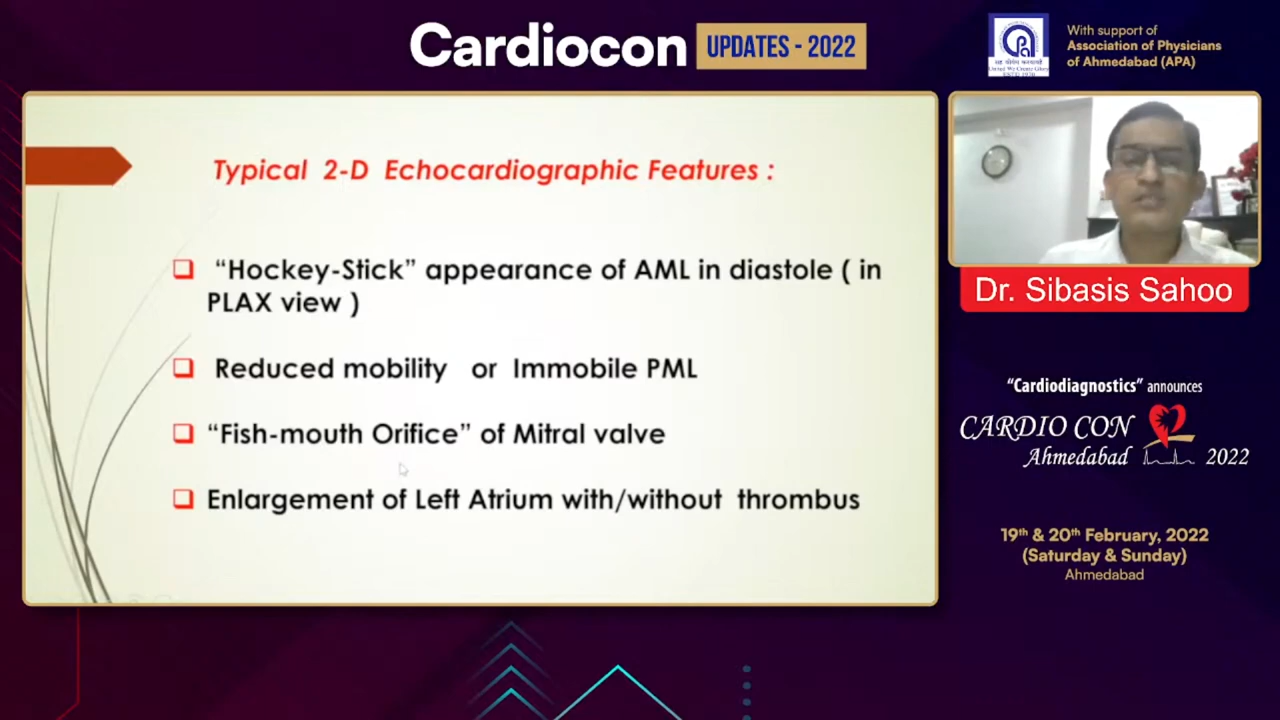 Cardiocon
UPDATES - 2022
With support of
Association of Physicians
of Ahmedabad (APA)
Typical 2-D Echocardiographic Features :
“Hockey-Stick” appearance of AML in diastole ( in
PLAX view )
Reduced mobility or Immobile PML
“Fish-mouth Orifice” of Mitral valve
Enlargement of Left Atrium with/without thrombus
Dr. Sibasis Sahoo
“Cardiodiagnostics” announces
CARDIO CON
Ahmedabad 2022
19th & 20th February, 2022
(Saturday & Sunday)
Ahmedabad